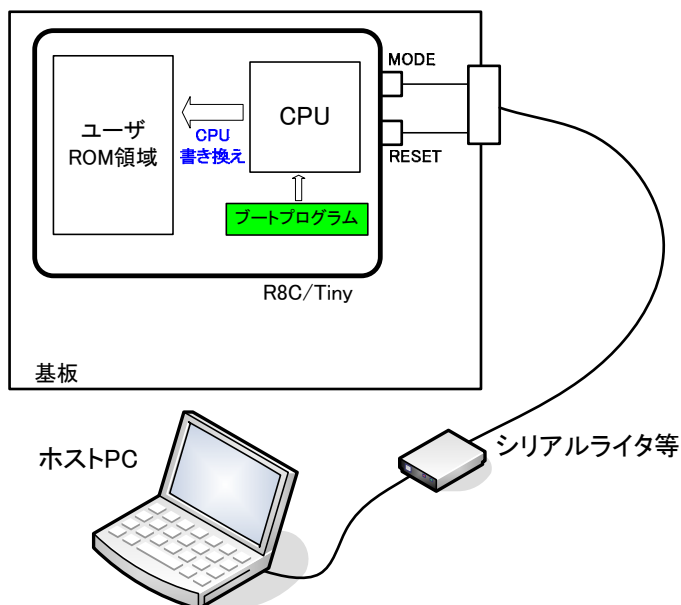 MODE
CPU
ユーザ
ROM領域
CPU
書き換え
RESET
ブートプログラム
R8C/Tiny
基板
ホストPC
シリアルライタ等